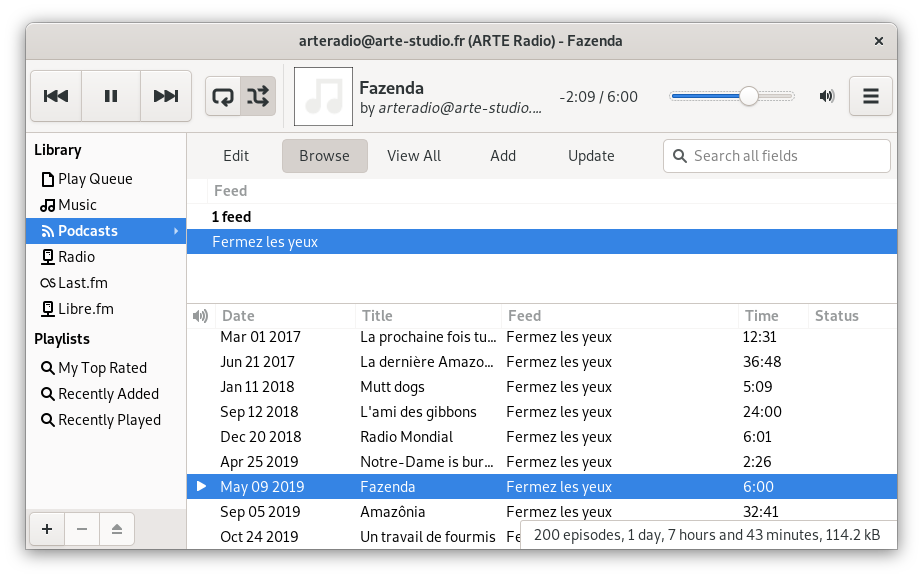 arteradio@arte-studio.fr (ARTE Radio) - Fazenda
Fazenda
by arteradio@arte-studio....
-2:09 / 6:00
Library
Play Queue
Music
Podcasts
Radio
Last.fm
Libre.fm
Playlists
My Top Rated
Recently Added
Recently Played
Edit Browse View All Add Update Search all fields
Feed
1 feed
Fermez les yeux
Date Title Feed Time Status
Mar 01 2017 La prochaine fois tu... Fermez les yeux 12:31
Jun 21 2017 La dernière Amazo... Fermez les yeux 36:48
Jan 11 2018 Mutt dogs Fermez les yeux 5:09
Sep 12 2018 L'ami des gibbons Fermez les yeux 24:00
Dec 20 2018 Radio Mondial Fermez les yeux 6:01
Apr 25 2019 Notre-Dame is bur... Fermez les yeux 2:26
May 09 2019 Fazenda Fermez les yeux 6:00
Sep 05 2019 Amazônia Fermez les yeux 32:41
Oct 24 2019 Un travail de fourmis
200 episodes, 1 day, 7 hours and 43 minutes, 114.2 kB